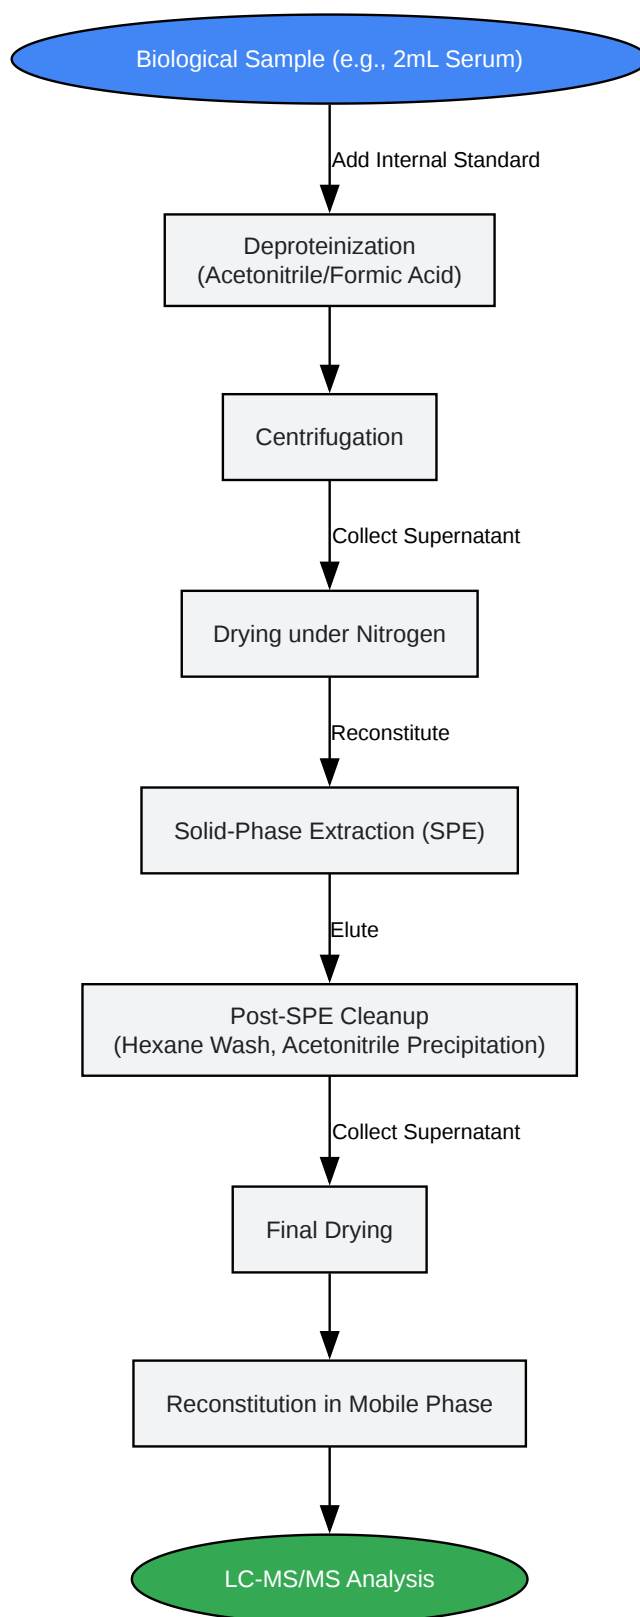 Biological Sample (e.g., 2mL Serum)
Add Internal Standard
Deproteinization
(Acetonitrile/Formic Acid)
Centrifugation
Collect Supernatant
Drying under Nitrogen
Reconstitute
Solid-Phase Extraction (SPE)
Elute
Post-SPE Cleanup
(Hexane Wash, Acetonitrile Precipitation)
Collect Supernatant
Final Drying
Reconstitution in Mobile Phase
LC-MS/MS Analysis